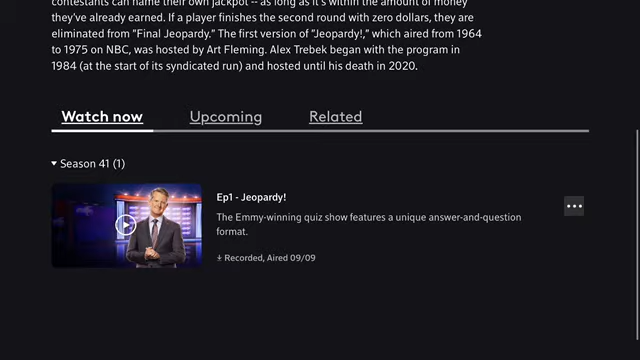 contestants can name their own jackpot -- as long as it's within the amount of money
they've already earned. If a player finishes the second round with zero dollars, they are
eliminated from "Final Jeopardy." The first version of "Jeopardy!," which aired from 1964
to 1975 on NBC, was hosted by Art Fleming. Alex Trebek began with the program in
1984 (at the start of its syndicated run) and hosted until his death in 2020.
Watch now
Upcoming
Related
Season 41 (1)
Ep1 - Jeopardy!
The Emmy-winning quiz show features a unique answer-and-question
format.
Recorded, Aired 09/09